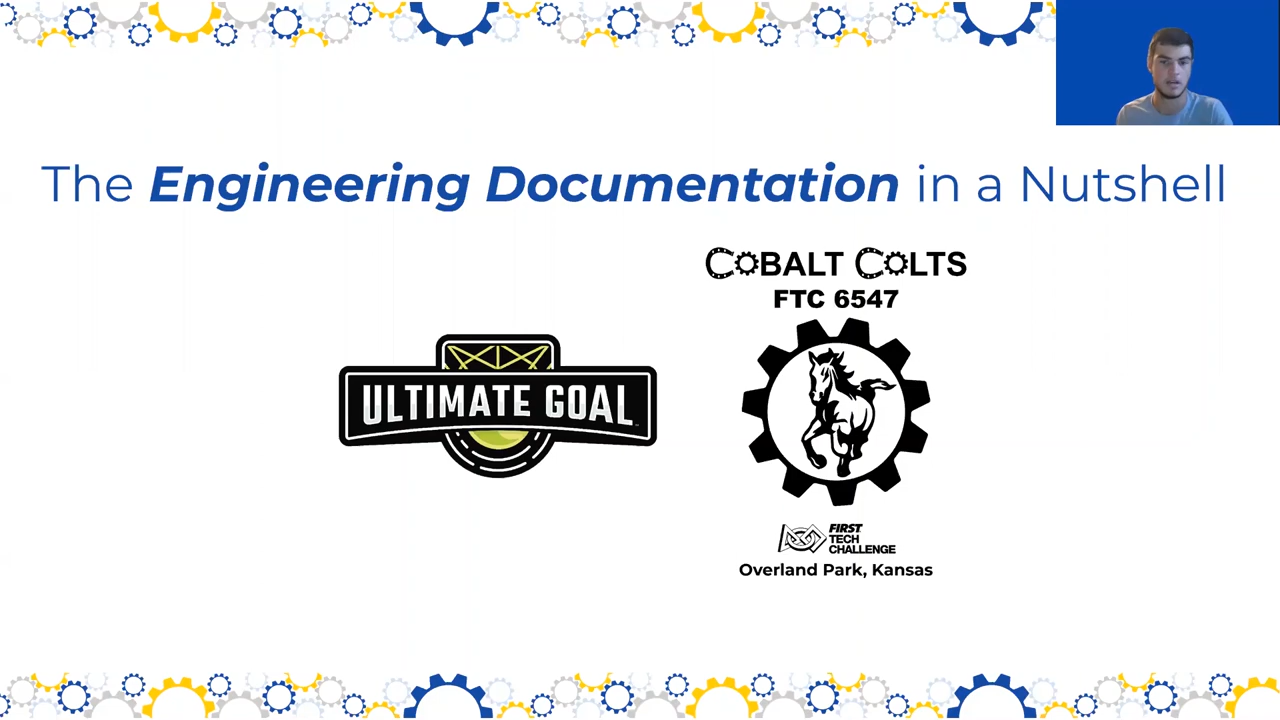 The Engineering Documentation in a Nutshell
COBALT COLTS
FTC 6547
ULTIMATE GOAL
FIRST
TECH
CHALLENGE
Overland Park, Kansas